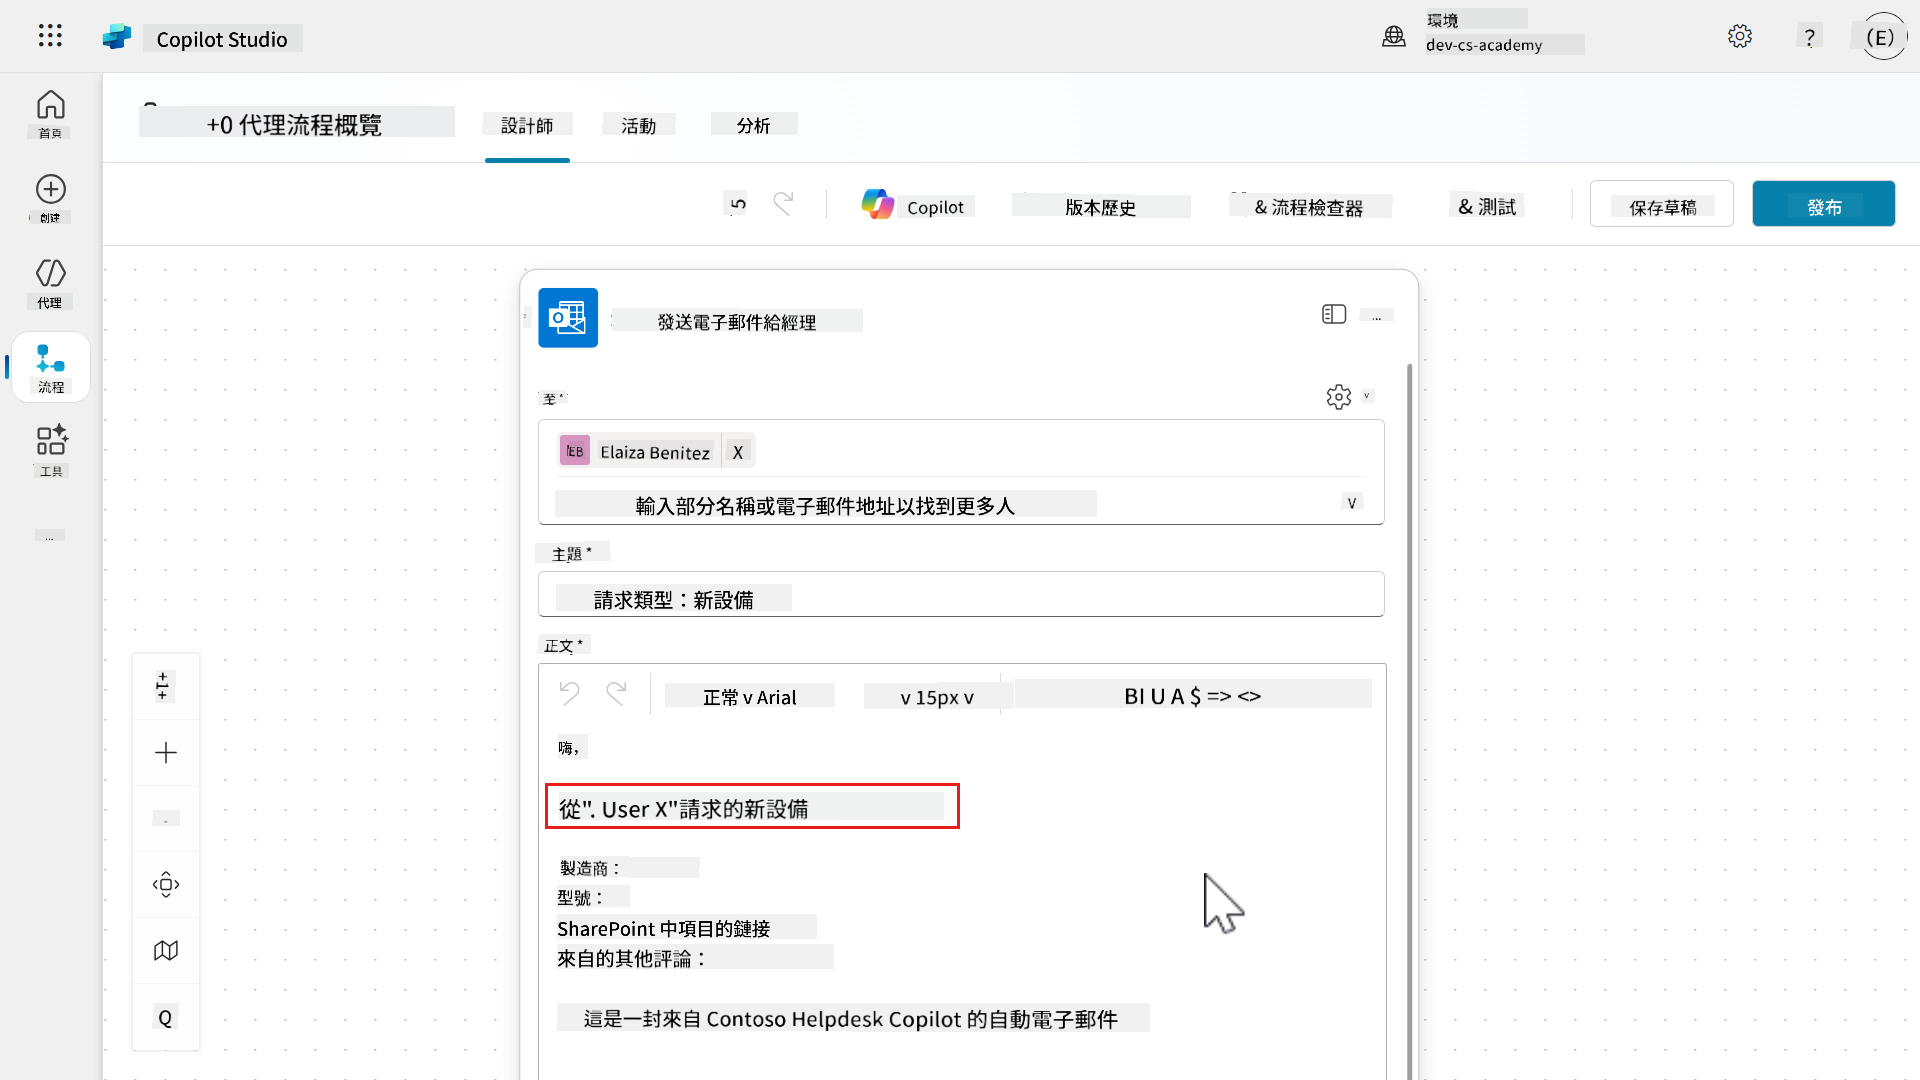 Copilot Studio
環境
dev-cs-academy
?
(E)
首頁
創建
代理
流程
工具
...
+0 代理流程概覽
設計師
活動
分析
5
Copilot
版本歷史
& 流程檢查器
& 測試
保存草稿
發布
發送電子郵件給經理
...
至 *
v
EB
Elaiza Benitez
X
輸入部分名稱或電子郵件地址以找到更多人
V
主題 *
請求類型：新設備
正文 *
正常 v Arial
v 15px v
BI U A $ => <>
嗨，
從". User X"請求的新設備
製造商：
型號：
SharePoint 中項目的鏈接
來自的其他評論：
這是一封來自 Contoso Helpdesk Copilot 的自動電子郵件
Q